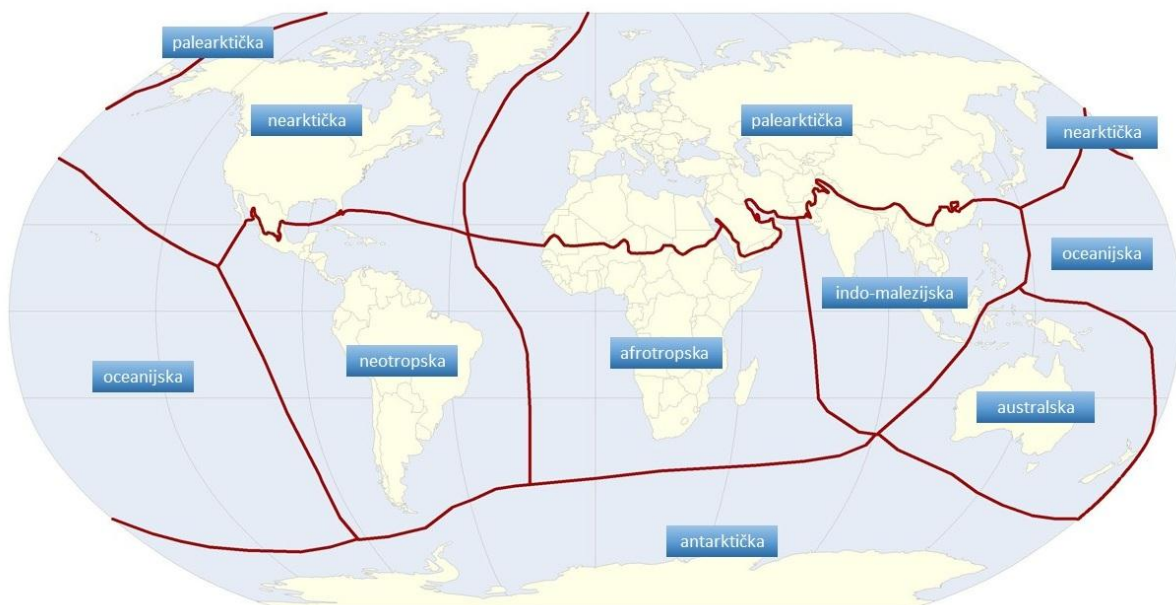 palearktička
nearktička
palearktička
nearktička
oceanijska
indo-malezijska
neotropska
afrotropska
oceanijska
australska
antarktička